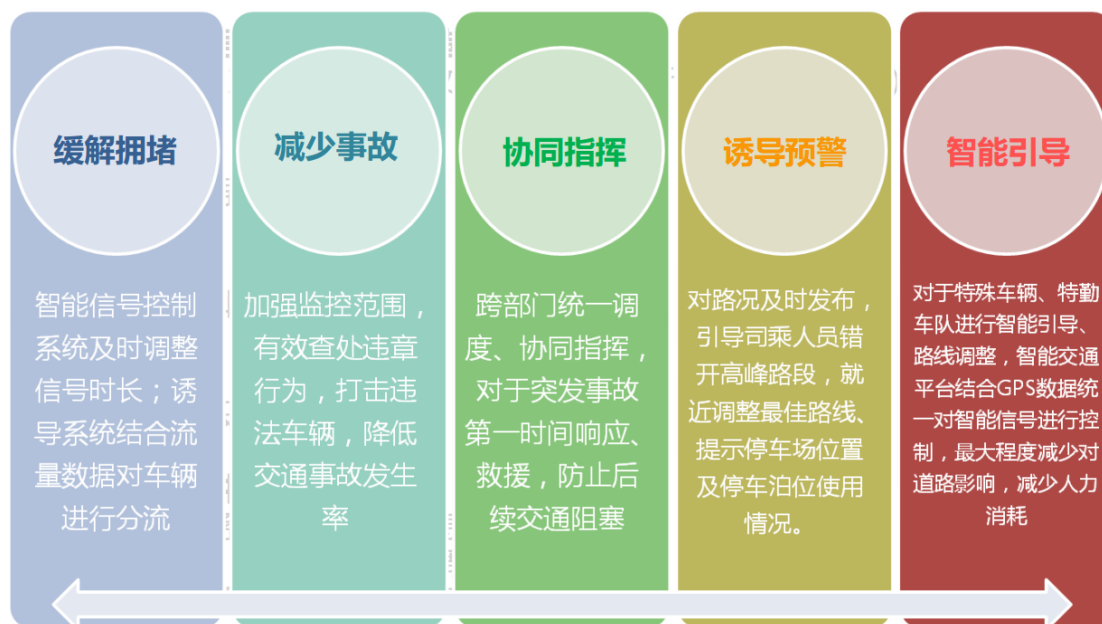 缓解拥堵
智能信号控制
系统及时调整
信号时长；诱
导系统结合流
量数据对车辆
进行分流
减少事故
加强监控范围，
有效查处违章
行为，打击违
法车辆，降低
交通事故发生
率
协同指挥
跨部门统一调
度、协同指挥，
对于突发事故
第一时间响应、
救援，防止后
续交通阻塞
诱导预警
对路况及时发布，
引导司乘人员错
开高峰路段，就
近调整最佳路线、
提示停车场位置
及停车泊位使用
情况。
智能引导
对于特殊车辆、特勤
车队进行智能引导、
路线调整，智能交通
平台结合GPS数据统
一对智能信号进行控
制，最大程度减少对
道路影响，减少人力
消耗